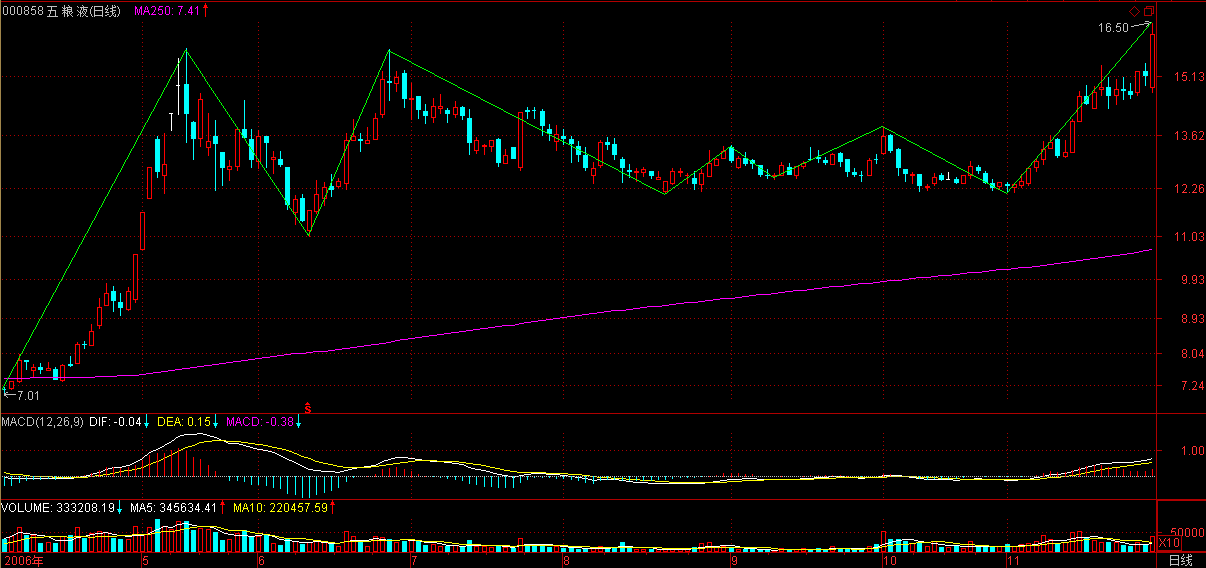 000858 五 粮 液(日线) MA250: 7.41↑
16.50
15.13
13.62
12.26
11.03
9.93
8.93
8.04
7.24
←7.01
S
MACD(12,26,9) DIF: -0.04↓ DEA: 0.15↓ MACD: -0.38↓
1.00
VOLUME: 333208.19↓ MA5: 345634.41↑ MA10: 220457.59↑
50000
X10
2006年 5 6 7 8 9 10 11 日线